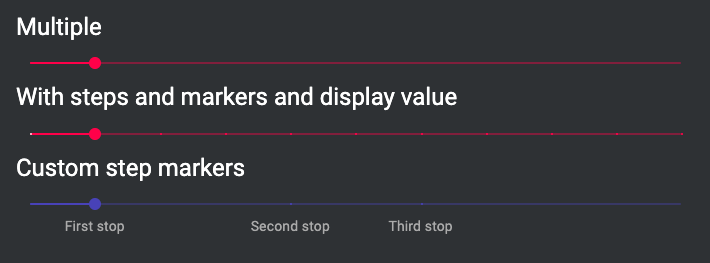 Multiple
With steps and markers and display value
Custom step markers
First stop Second stop Third stop